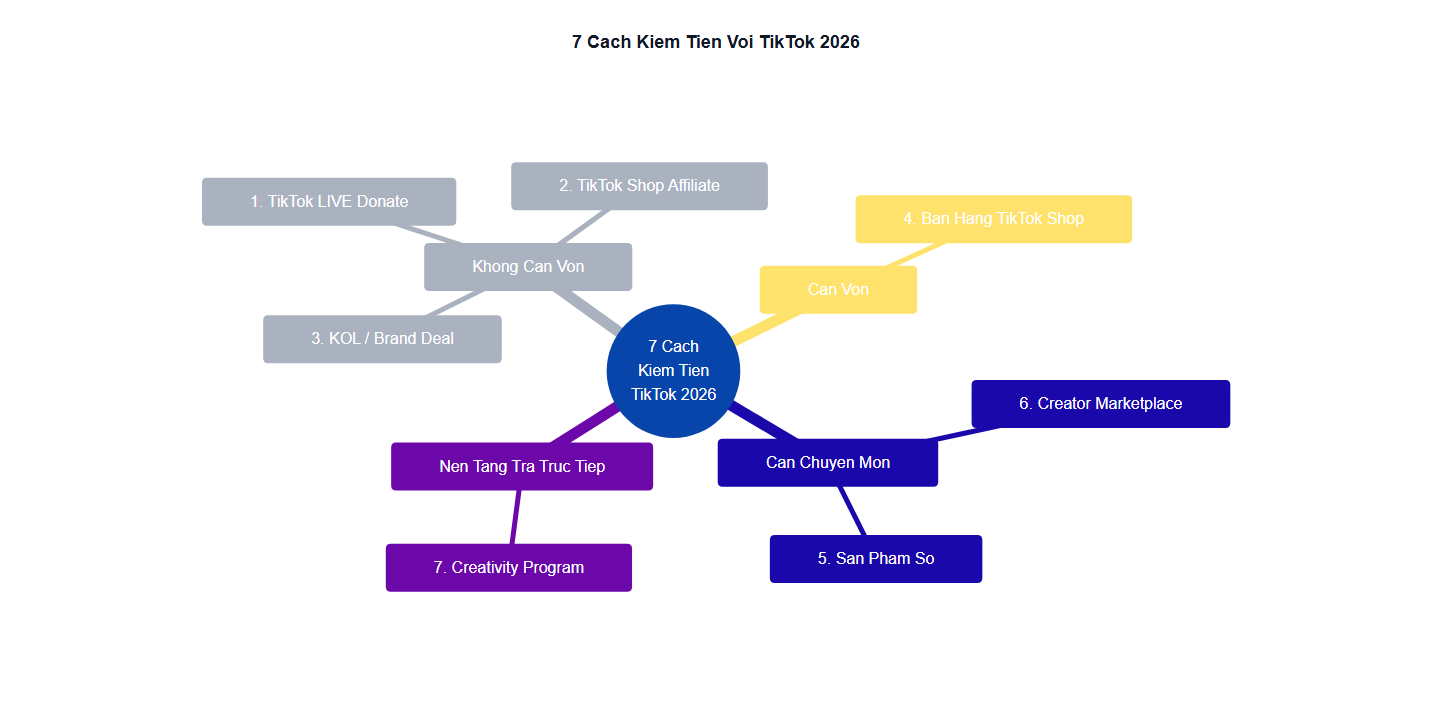 7 Cach Kiem Tien Voi TikTok 2026
1. TikTok LIVE Donate
2. TikTok Shop Affiliate
Khong Can Von
3. KOL / Brand Deal
4. Ban Hang TikTok Shop
Can Von
7 Cach
Kiem Tien
TikTok 2026
6. Creator Marketplace
Can Chuyen Mon
5. San Pham So
Nen Tang Tra Truc Tiep
7. Creativity Program